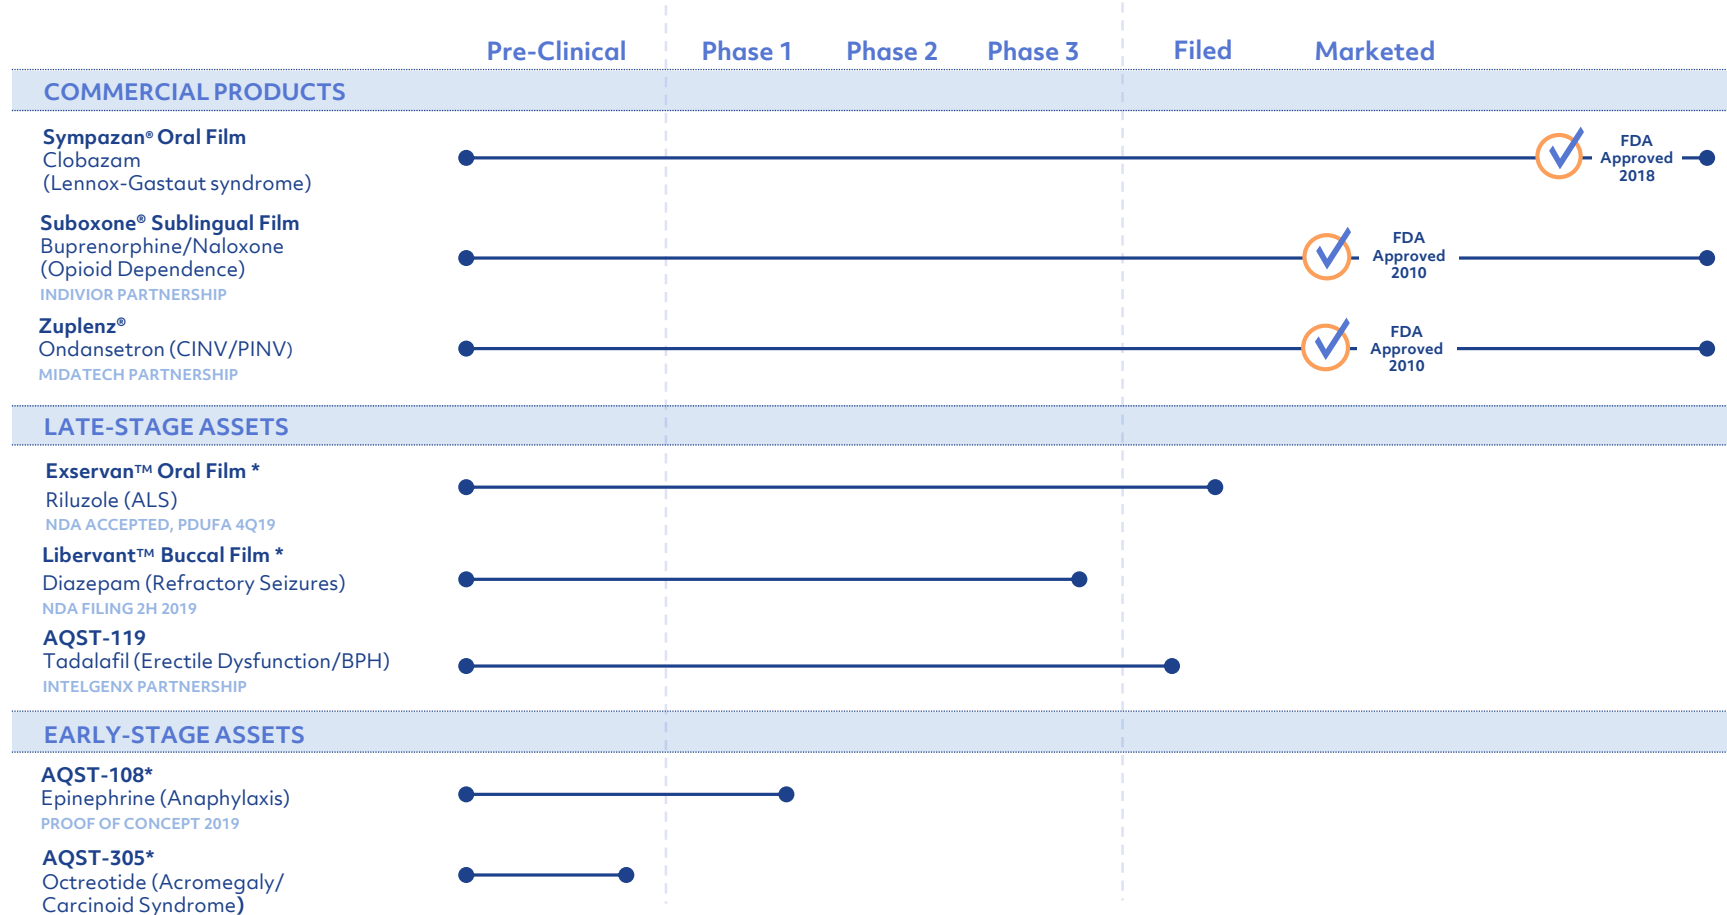 Pre-Clinical Phase 1 Phase 2 Phase 3 Filed Marketed
COMMERCIAL PRODUCTS
Sympazan® Oral Film
Clobazam
(Lennox-Gastaut syndrome)
FDA
Approved
2018
Suboxone® Sublingual Film
Buprenorphine/Naloxone
(Opioid Dependence)
INDIVIOR PARTNERSHIP
FDA
Approved
2010
Zuplenz®
Ondansetron (CINV/PINV)
MIDATECH PARTNERSHIP
FDA
Approved
2010
LATE-STAGE ASSETS
Exservan™ Oral Film *
Riluzole (ALS)
NDA ACCEPTED, PDUFA 4Q19
Libervant™ Buccal Film *
Diazepam (Refractory Seizures)
NDA FILING 2H 2019
AQST-119
Tadalafil (Erectile Dysfunction/BPH)
INTELGENX PARTNERSHIP
EARLY-STAGE ASSETS
AQST-108*
Epinephrine (Anaphylaxis)
PROOF OF CONCEPT 2019
AQST-305*
Octreotide (Acromegaly/
Carcinoid Syndrome)